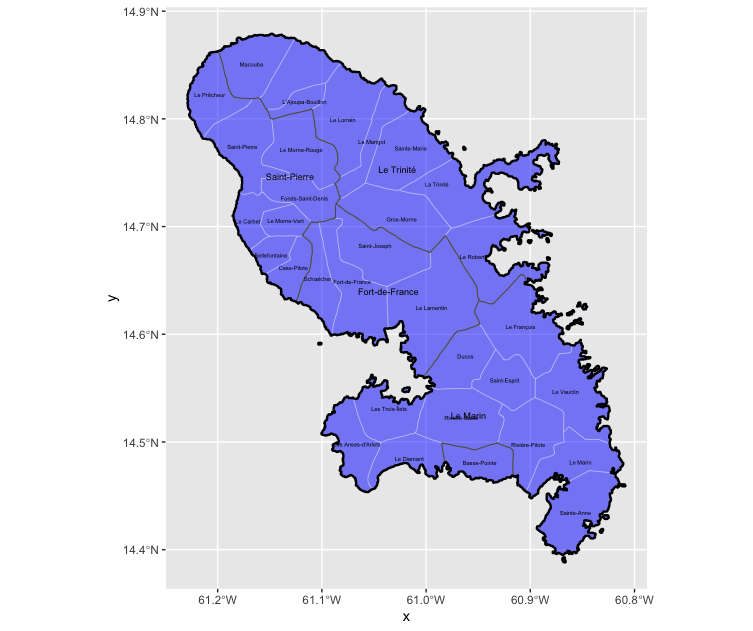 14.9°N
14.8°N
14.7°N
14.6°N
14.5°N
14.4°N
y
Macouba
Le Prêcheur
L'Ajoupa-Bouillon
Le Lorrain
Saint-Pierre
Le Morne-Rouge
Le Marigot
Sainte-Marie
Le Trinité
Saint-Pierre
La Trinité
Fonds-Saint-Denis
Le Carbet
Le Morne-Vert
Gros-Morne
Saint-Joseph
Bellefontaine
Le Robert
Case-Pilote
Schoelcher
Fort-de-France
Fort-de-France
Le Lamentin
Le François
Ducos
Saint-Esprit
Le Vauclin
Les Trois-Îlets
Le Marin
Les Anses-d'Arlets
Rivière-Pilote
Le Diamant
Basse-Pointe
Le Marin
Sainte-Anne
61.2°W
61.1°W
61.0°W
60.9°W
60.8°W
x